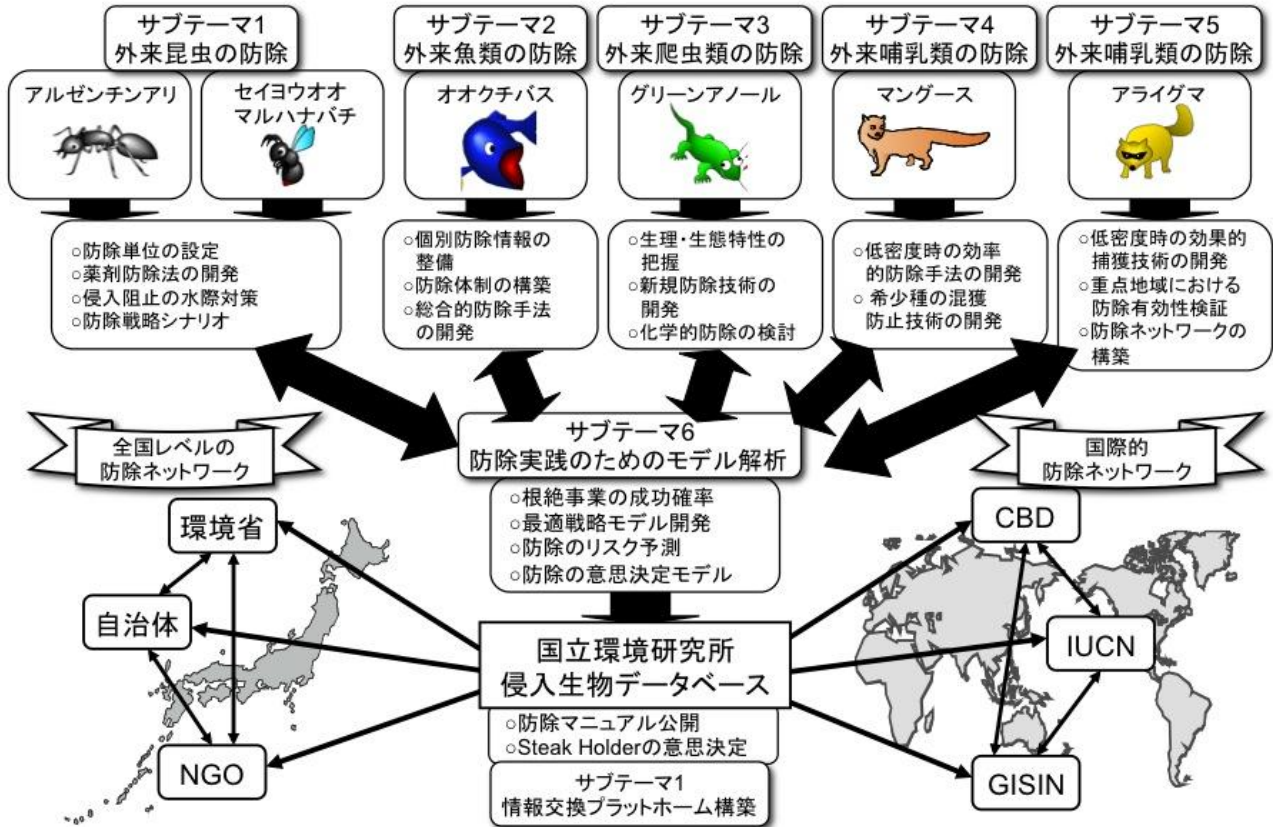 サブテーマ1
外来昆虫の防除
サブテーマ2
外来魚類の防除
サブテーマ3
外来爬虫類の防除
サブテーマ4
外来哺乳類の防除
サブテーマ5
外来哺乳類の防除
アルゼンチンアリ
セイヨウオオ
マルハナバチ
オオクチバス
グリーンアノール
マングース
アライグマ
○防除単位の設定
○薬剤防除法の開発
○侵入阻止の水際対策
○防除戦略シナリオ
○個別防除情報の
整備
○防除体制の構築
○総合的防除手法
の開発
○生理・生態特性の
把握
○新規防除技術の
開発
○化学的防除の検討
○低密度時の効率
的防除手法の開発
○希少種の混獲
防止技術の開発
○低密度時の効果的
捕獲技術の開発
○重点地域における
防除有効性検証
○防除ネットワークの
構築
サブテーマ6
防除実践のためのモデル解析
○根絶事業の成功確率
○最適戦略モデル開発
○防除のリスク予測
○防除の意思決定モデル
全国レベルの
防除ネットワーク
環境省
自治体
NGO
国際的
防除ネットワーク
CBD
IUCN
GISIN
国立環境研究所
侵入生物データベース
○防除マニュアル公開
○Steak Holderの意思決定
サブテーマ1
情報交換プラットホーム構築